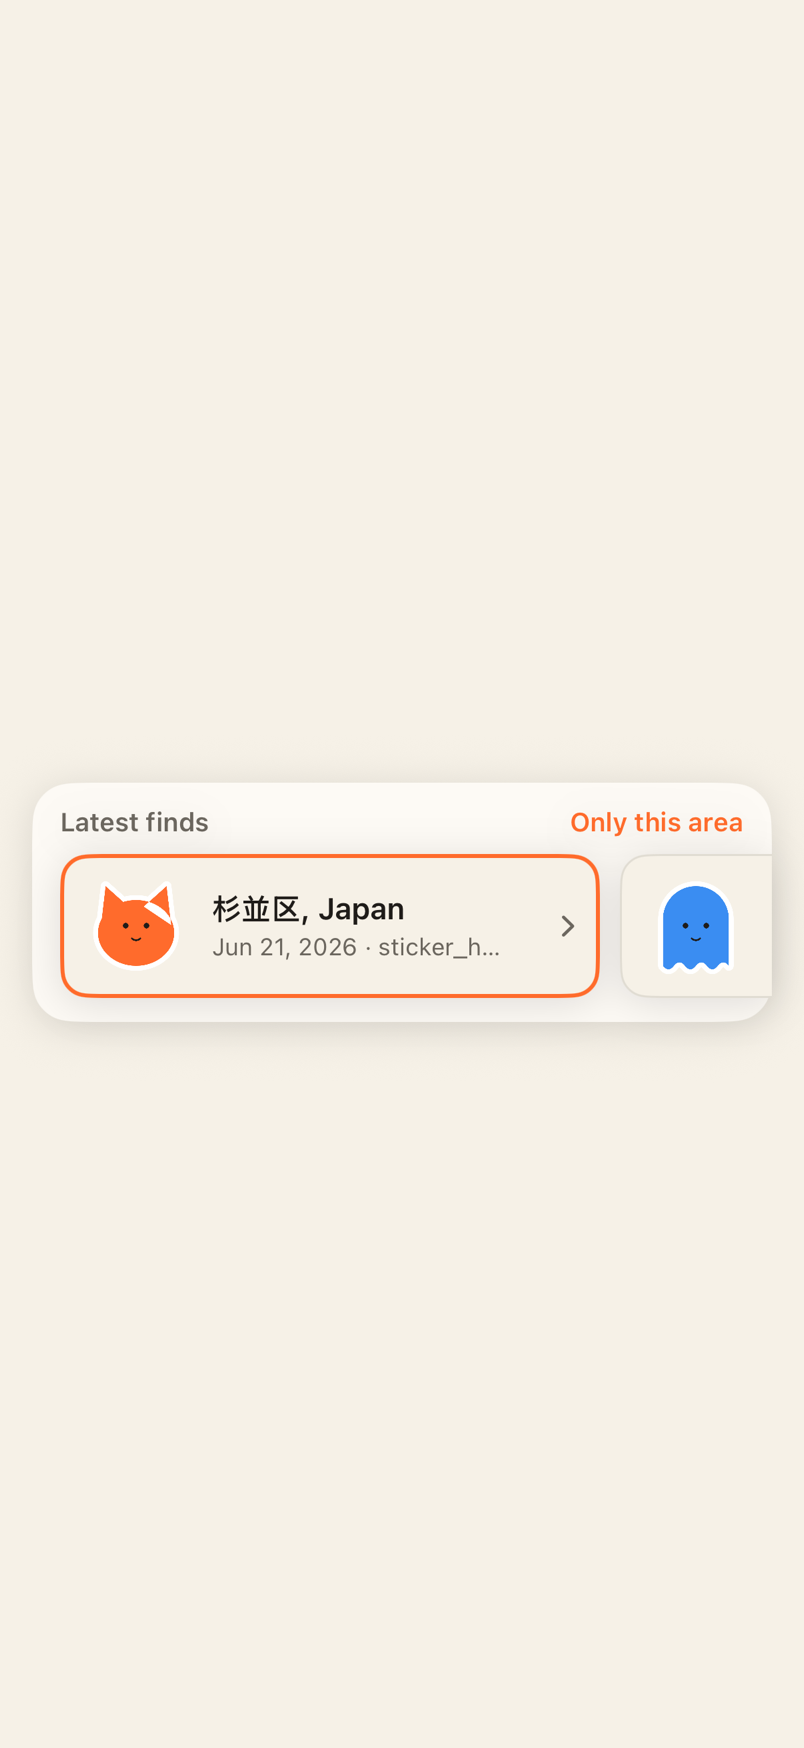 Latest finds
Only this area
杉並区, Japan
Jun 21, 2026 · sticker_h...